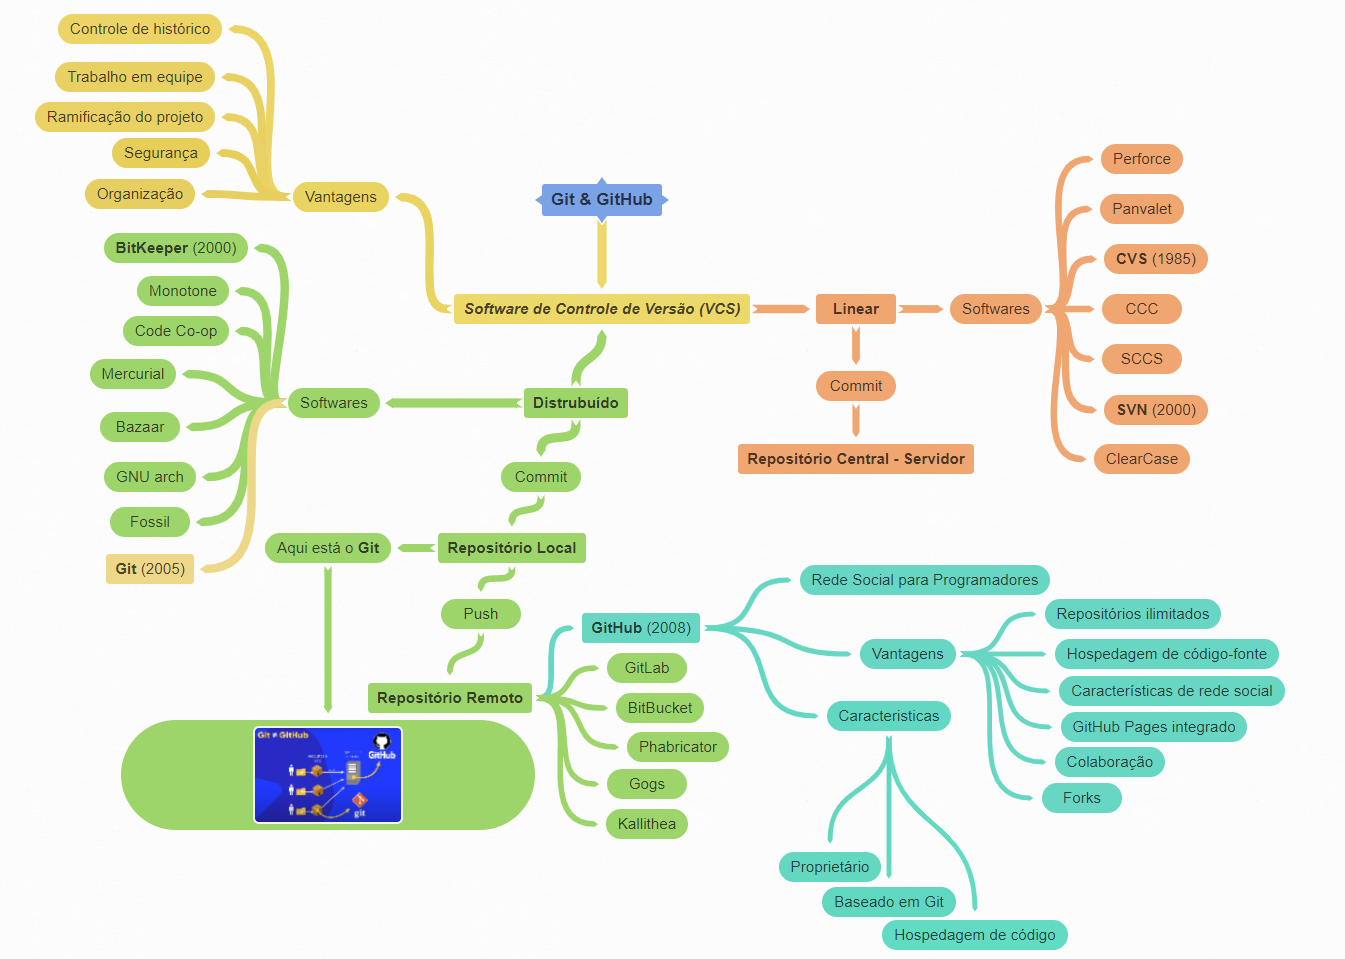 Git & GitHub
Software de Controle de Versão (VCS)
Vantagens
Controle de histórico
Trabalho em equipe
Ramificação do projeto
Segurança
Organização
Linear
Softwares
Perforce
Panvalet
CVS (1985)
CCC
SCCS
SVN (2000)
ClearCase
Commit
Repositório Central - Servidor
Distrubuído
Softwares
BitKeeper (2000)
Monotone
Code Co-op
Mercurial
Bazaar
GNU arch
Fossil
Git (2005)
Commit
Repositório Local
Aqui está o Git
Git ≠ GitHub
GitHub
git
Push
Repositório Remoto
GitHub (2008)
GitLab
BitBucket
Phabricator
Gogs
Kallithea
Rede Social para Programadores
Vantagens
Repositórios ilimitados
Hospedagem de código-fonte
Características de rede social
GitHub Pages integrado
Colaboração
Forks
Caracteristicas
Proprietário
Baseado em Git
Hospedagem de código